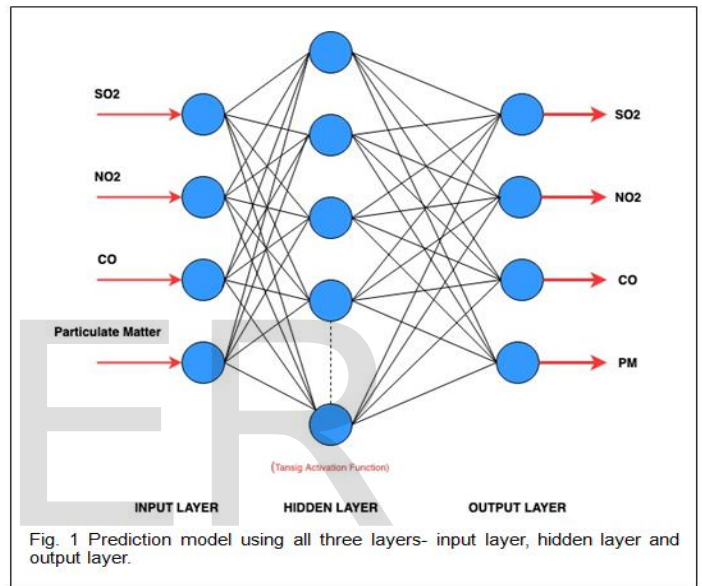 SO2
SO2
NO2
NO2
CO
CO
Particulate Matter
PM
ER
(Tansig Activation Function)
INPUT LAYER HIDDEN LAYER OUTPUT LAYER
Fig. 1 Prediction model using all three layers- input layer, hidden layer and
output layer.